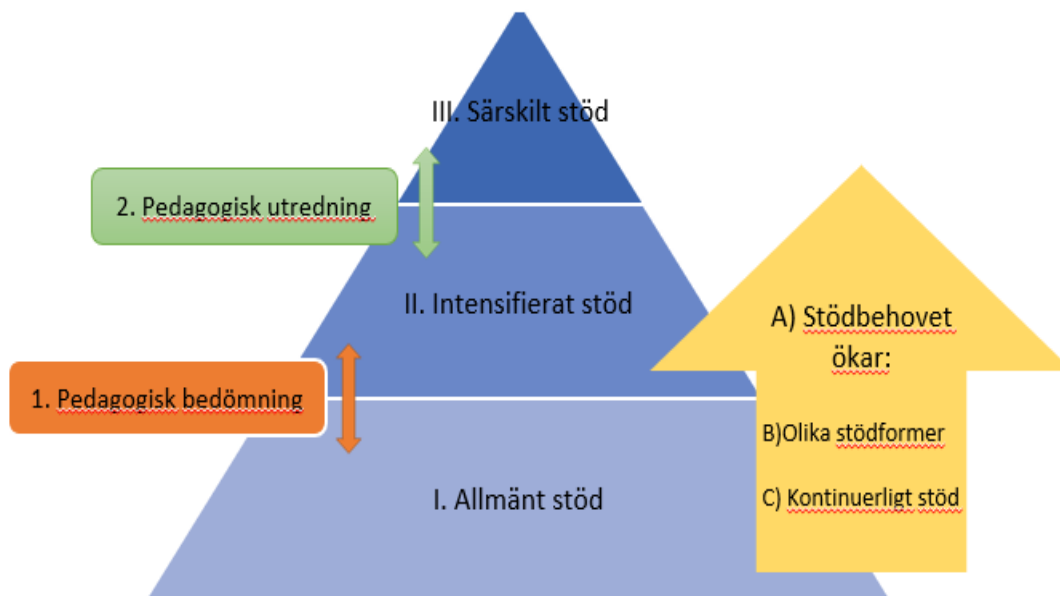 III. Särskilt stöd
2. Pedagogisk utredning
II. Intensifierat stöd
A) Stödbehovet
ökar:
1. Pedagogisk bedömning
B)Olika stödformer
I. Allmänt stöd
C) Kontinuerligt stöd